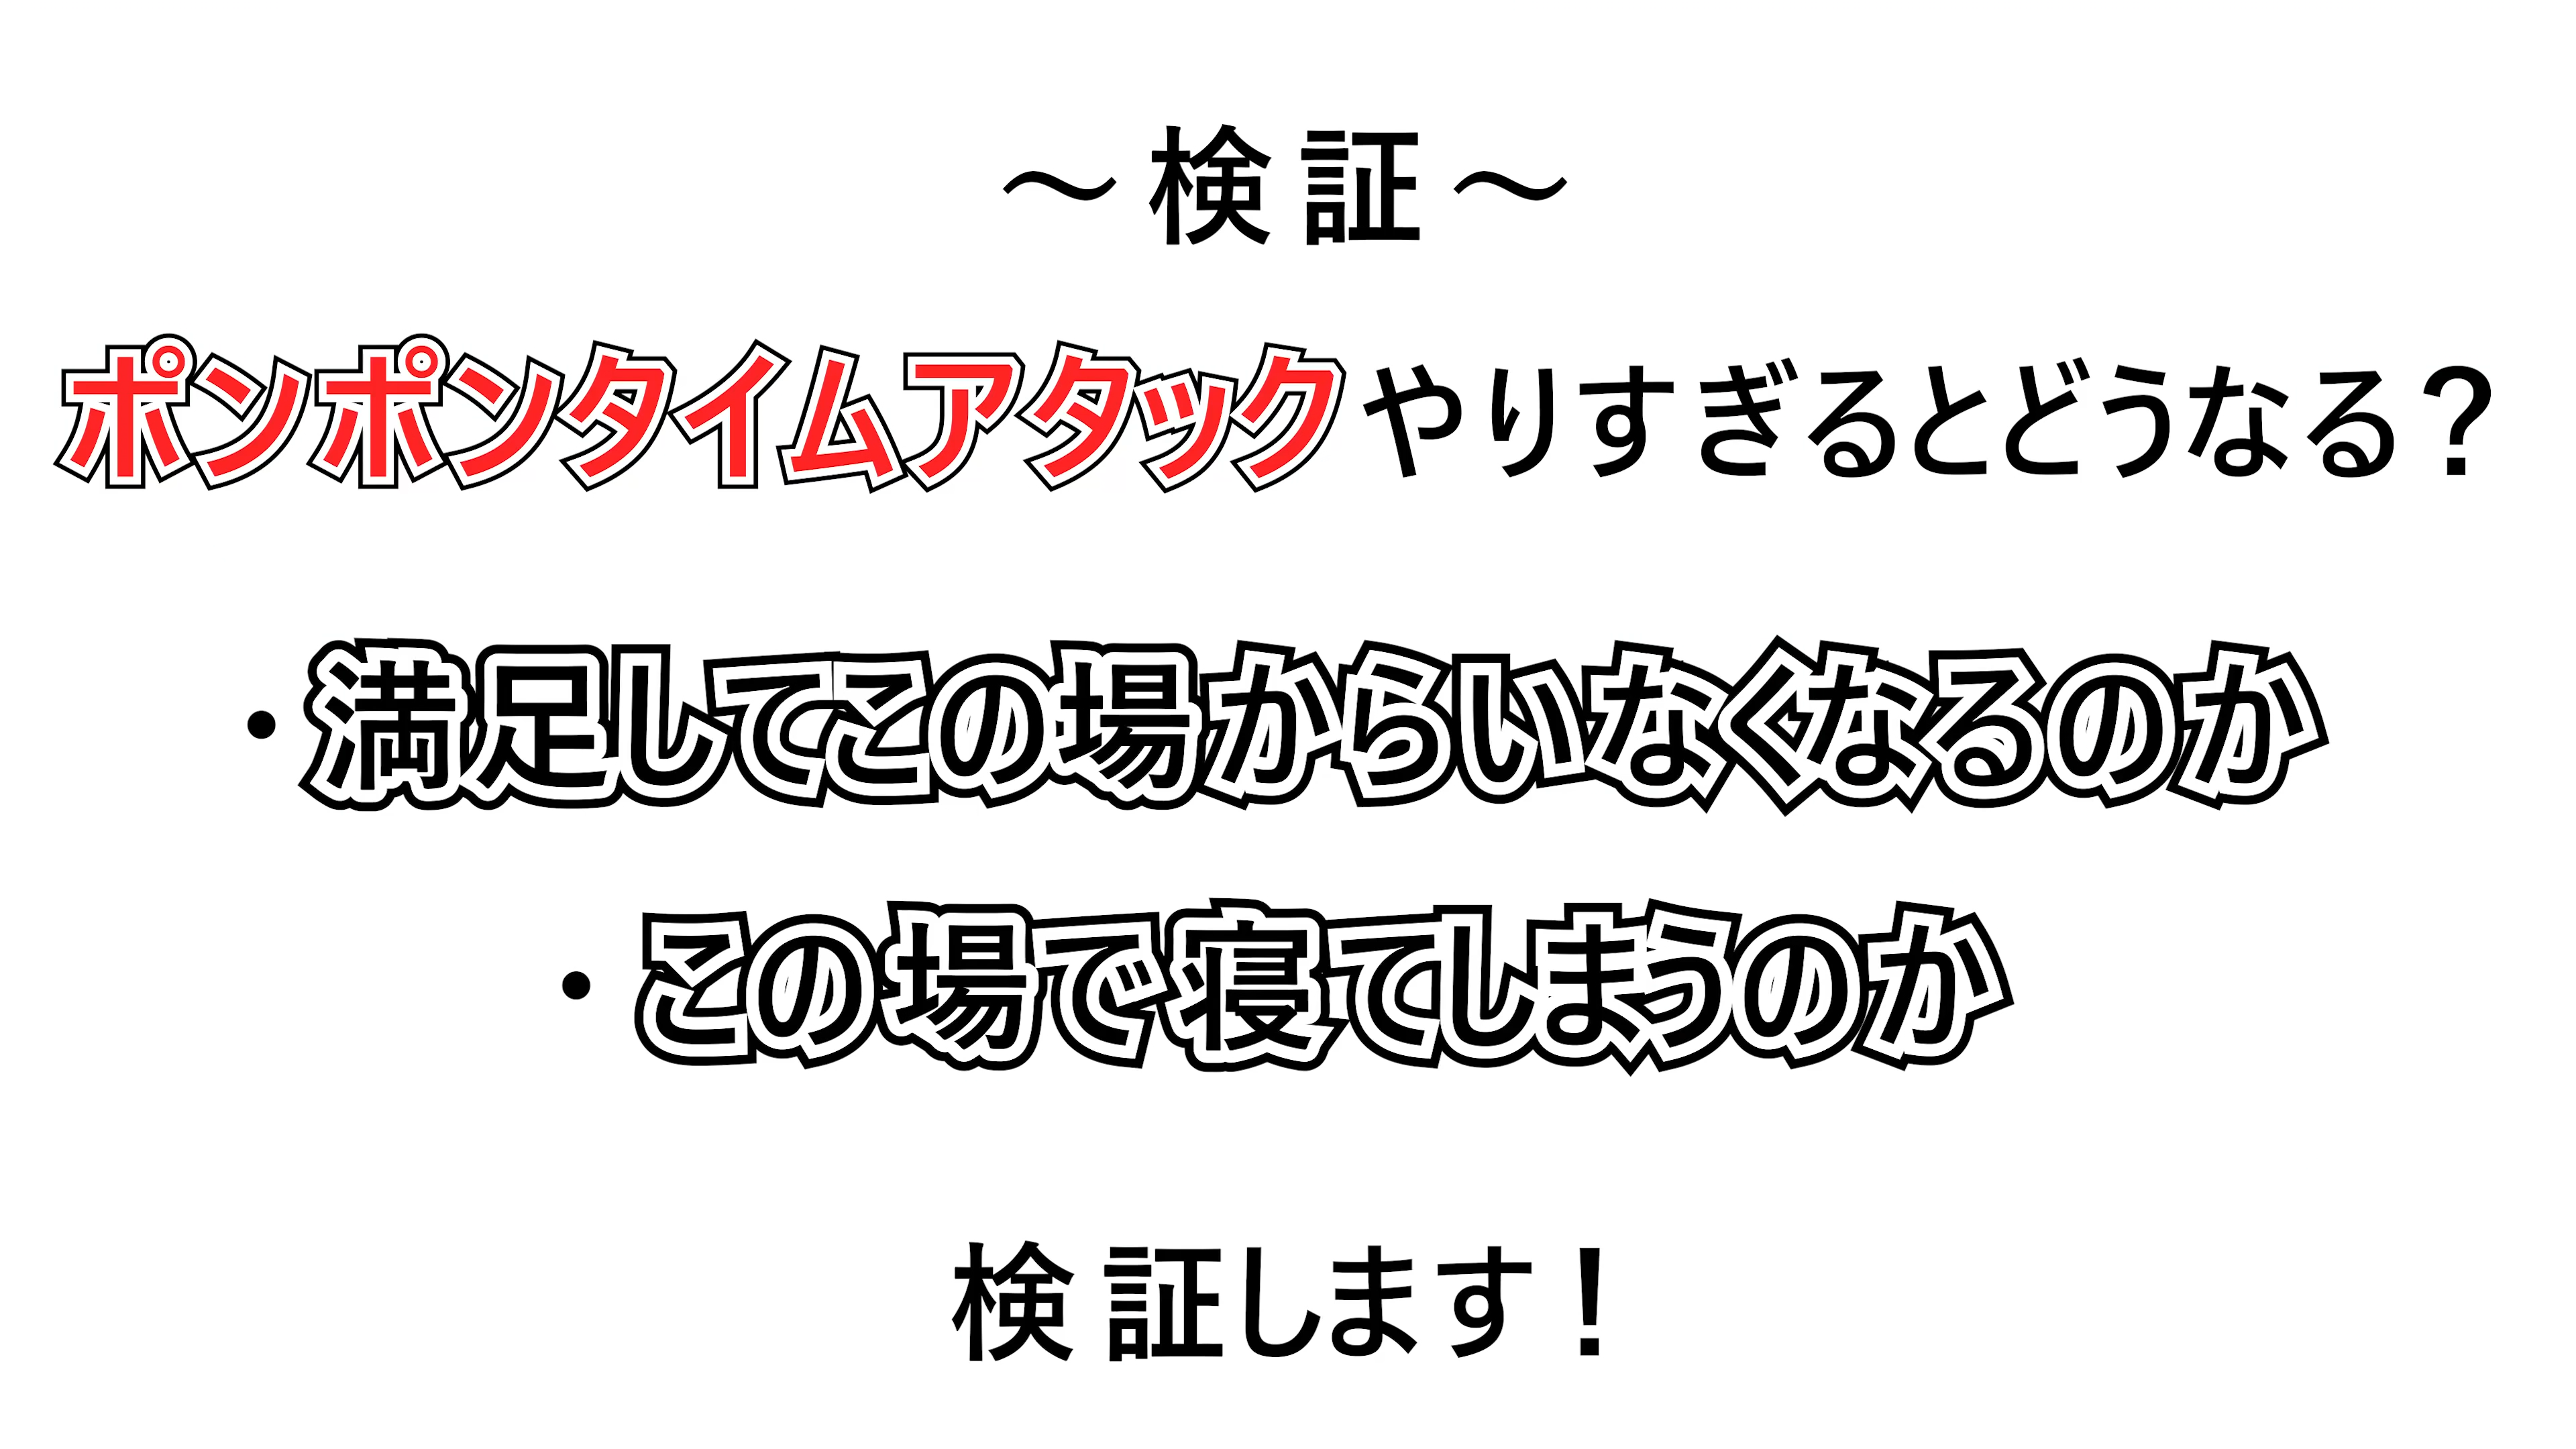 ～検証～
ポンポンタイムアタックやりすぎるとどうなる？
・満足してこの場からいなくなるのか
・この場で寝てしまうのか
検証します！